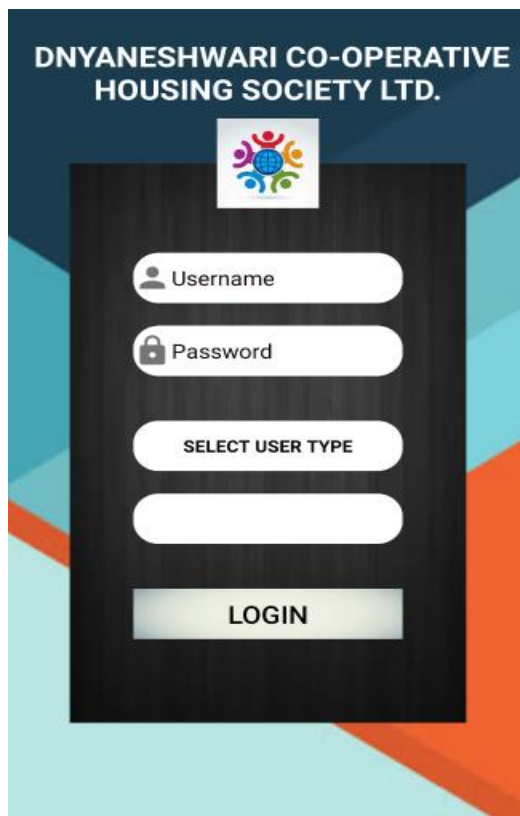 DNYANESHWARI CO-OPERATIVE
HOUSING SOCIETY LTD.
Username
Password
SELECT USER TYPE
LOGIN